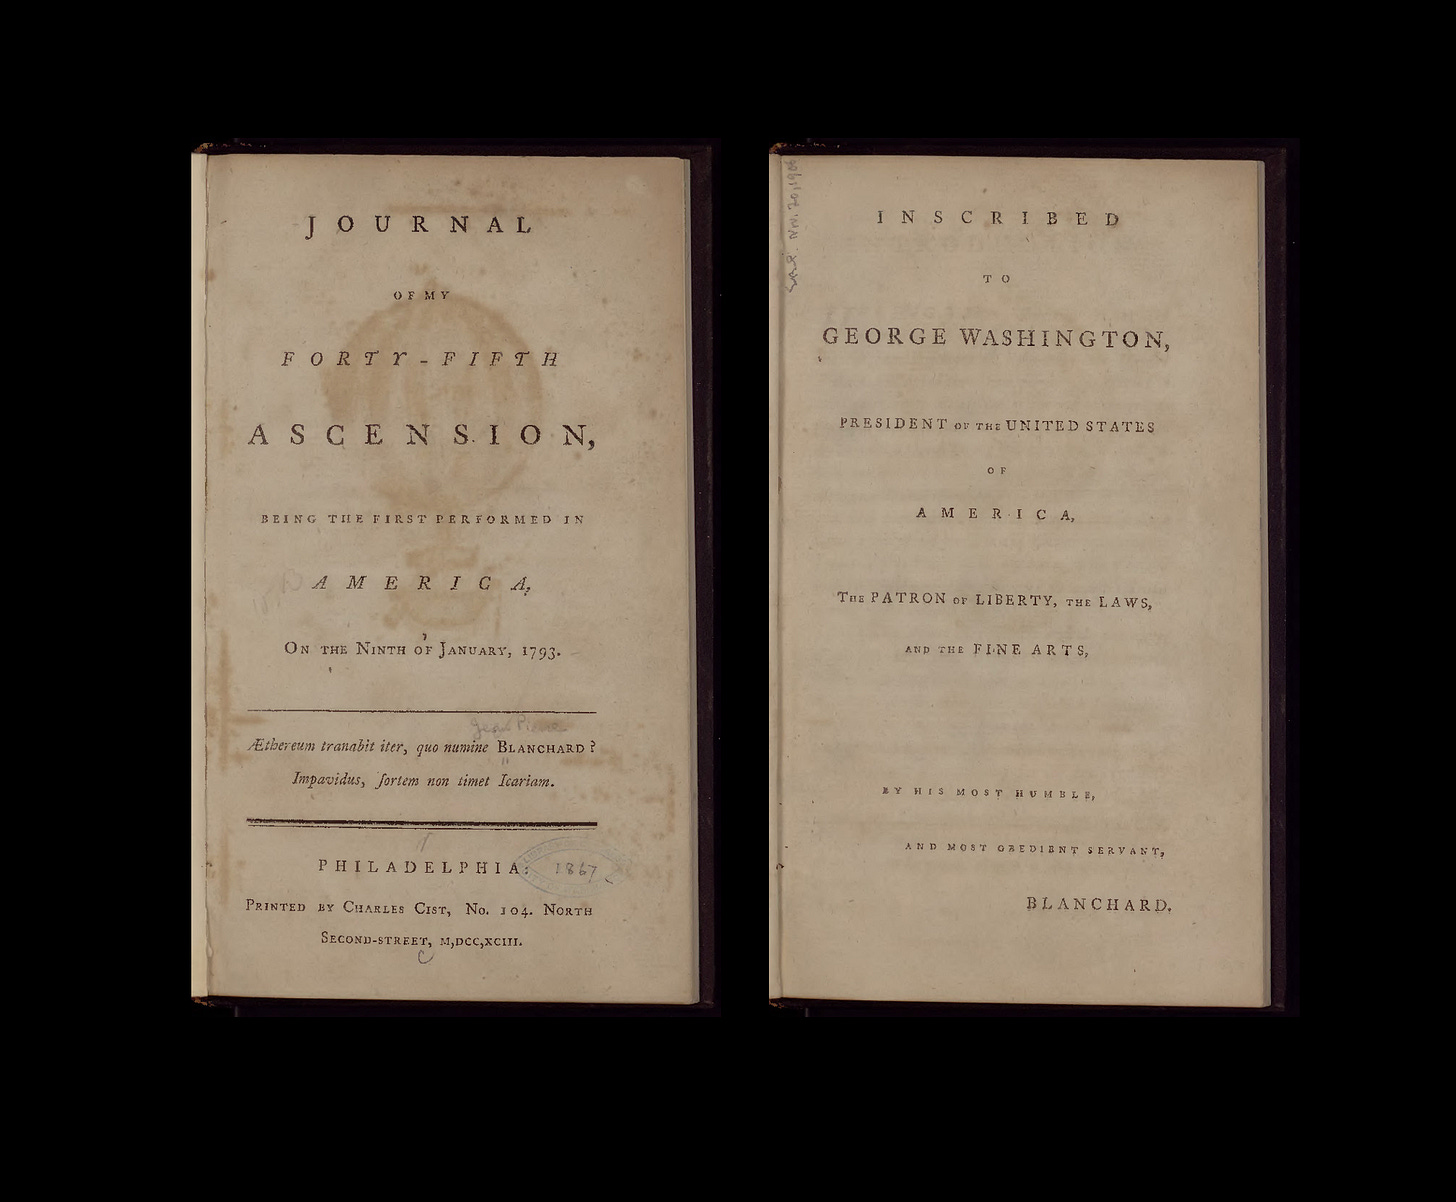 JOURNAL
OF MY
FORTY-FIFTH
ASCENSION,
BEING THE FIRST PERFORMED IN
AMERICA,
ON THE NINTH OF JANUARY, 1793.
Jean Pierre
Æthereum tranabit iter, quo numine BLANCHARD?
Impavidus, ſortem non timet Icariam.
PHILADELPHIA:
1867
PRINTED BY CHARLES CIST, No. 104. NORTH
SECOND-STREET, M,DCC,XCIII.
INSCRIBED
TO
GEORGE WASHINGTON,
PRESIDENT OF THE UNITED STATES
OF
AMERICA,
THE PATRON OF LIBERTY, THE LAWS,
AND THE FINE ARTS,
BY HIS MOST HUMBLE,
AND MOST OBEDIENT SERVANT,
BLANCHARD.